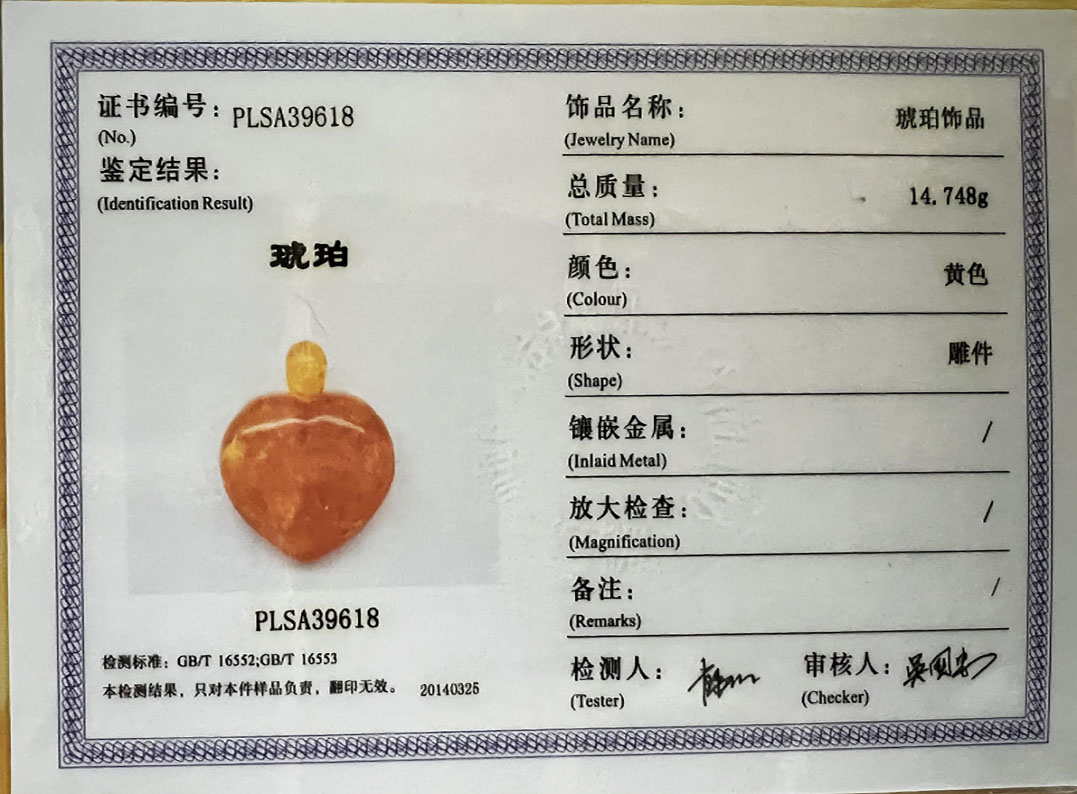 证书编号: PLSA39618
(No.)
鉴定结果:
(Identification Result)
琥珀
PLSA39618
检测标准: GB/T 16552;GB/T 16553
本检测结果，只对本件样品负责，翻印无效。 20140325
饰品名称: 琥珀饰品
(Jewelry Name)
总质量: 14.748g
(Total Mass)
颜色: 黄色
(Colour)
形状: 雕件
(Shape)
镶嵌金属: /
(Inlaid Metal)
放大检查: /
(Magnification)
备注: /
(Remarks)
检测人: 审核人:
(Tester) (Checker)